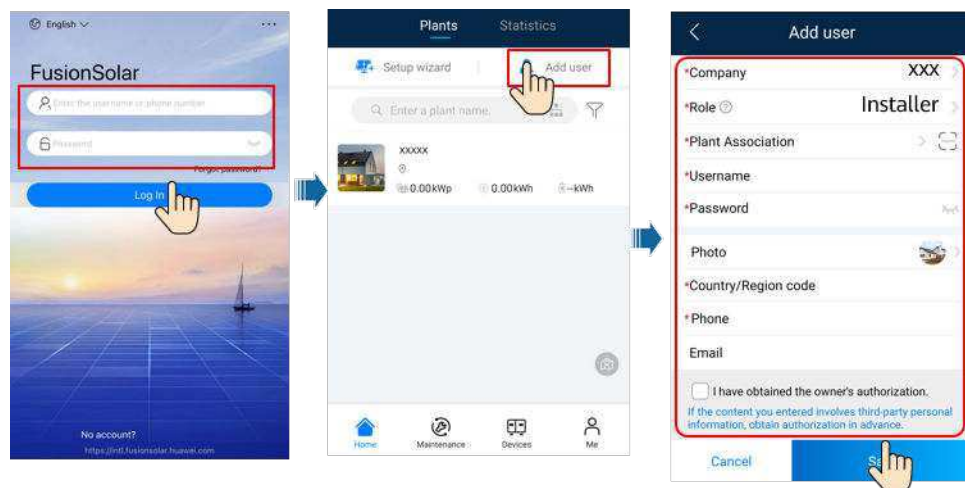 English
FusionSolar
Enter the username or phone number
Password
Forgot password?
Log In
No account?
https://intl.fusionsolar.huawei.com
Plants Statistics
Setup wizard Add user
Enter a plant name.
xxxxx
0.00kWp 0.00kWh --kWh
Home Maintenance Devices Me
Add user
*Company XXX
*Role Installer
*Plant Association
*Username
*Password
Photo
*Country/Region code
*Phone
Email
I have obtained the owner's authorization.
If the content you entered involves third-party personal
information, obtain authorization in advance.
Cancel